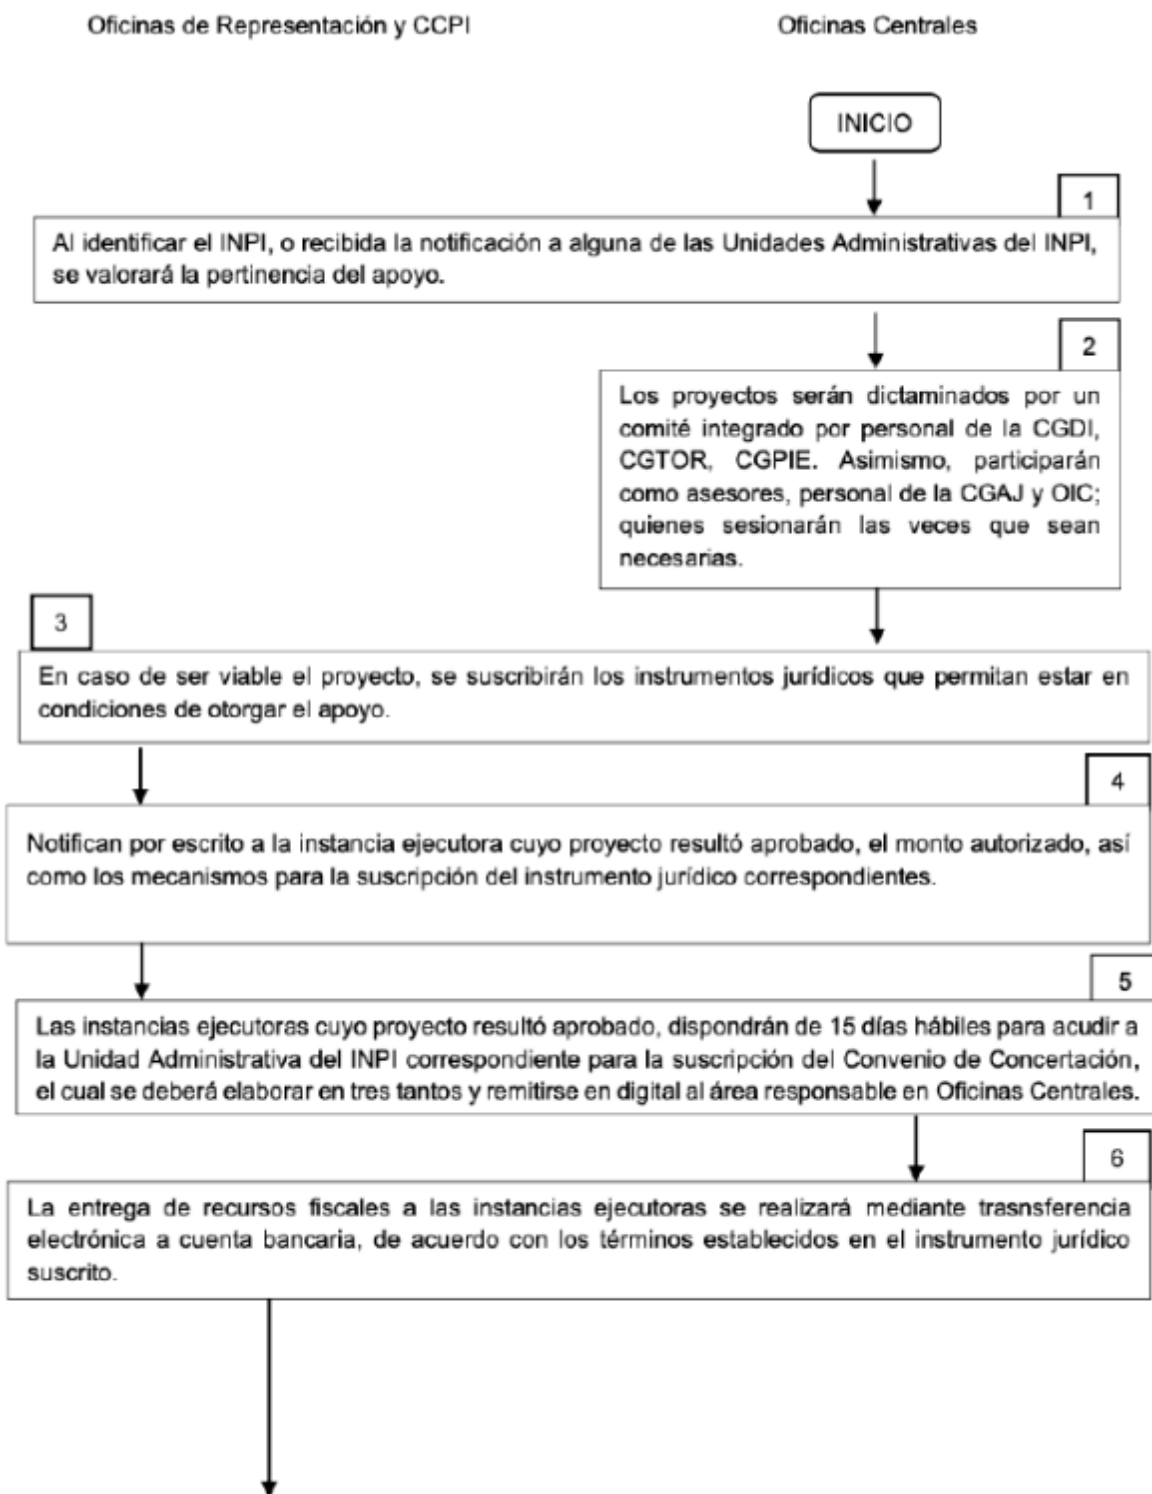 Oficinas de Representación y CCPI
Oficinas Centrales
INICIO
1
Al identificar el INPI, o recibida la notificación a alguna de las Unidades Administrativas del INPI,
se valorará la pertinencia del apoyo.
2
Los proyectos serán dictaminados por un
comité integrado por personal de la CGDI,
CGTOR, CGPIE. Asimismo, participarán
como asesores, personal de la CGAJ y OIC;
quienes sesionarán las veces que sean
necesarias.
3
En caso de ser viable el proyecto, se suscribirán los instrumentos jurídicos que permitan estar en
condiciones de otorgar el apoyo.
4
Notifican por escrito a la instancia ejecutora cuyo proyecto resultó aprobado, el monto autorizado, así
como los mecanismos para la suscripción del instrumento jurídico correspondientes.
5
Las instancias ejecutoras cuyo proyecto resultó aprobado, dispondrán de 15 días hábiles para acudir a
la Unidad Administrativa del INPI correspondiente para la suscripción del Convenio de Concertación,
el cual se deberá elaborar en tres tantos y remitirse en digital al área responsable en Oficinas Centrales.
6
La entrega de recursos fiscales a las instancias ejecutoras se realizará mediante trasnsferencia
electrónica a cuenta bancaria, de acuerdo con los términos establecidos en el instrumento jurídico
suscrito.